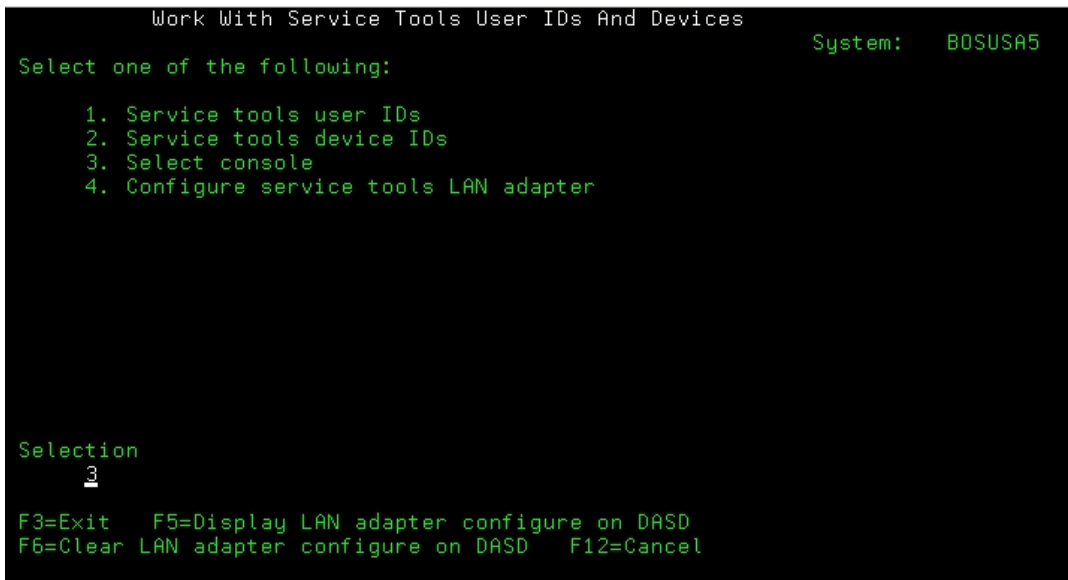 Work With Service Tools User IDs And Devices
System: BOSUSA5
Select one of the following:
1. Service tools user IDs
2. Service tools device IDs
3. Select console
4. Configure service tools LAN adapter
Selection
3
F3=Exit F5=Display LAN adapter configure on DASD
F6=Clear LAN adapter configure on DASD F12=Cancel